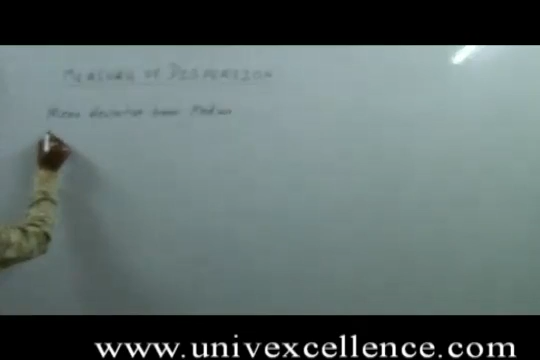 MEASURE OF DISPERSION
Mean deviation from Median
www.univexcellence.com